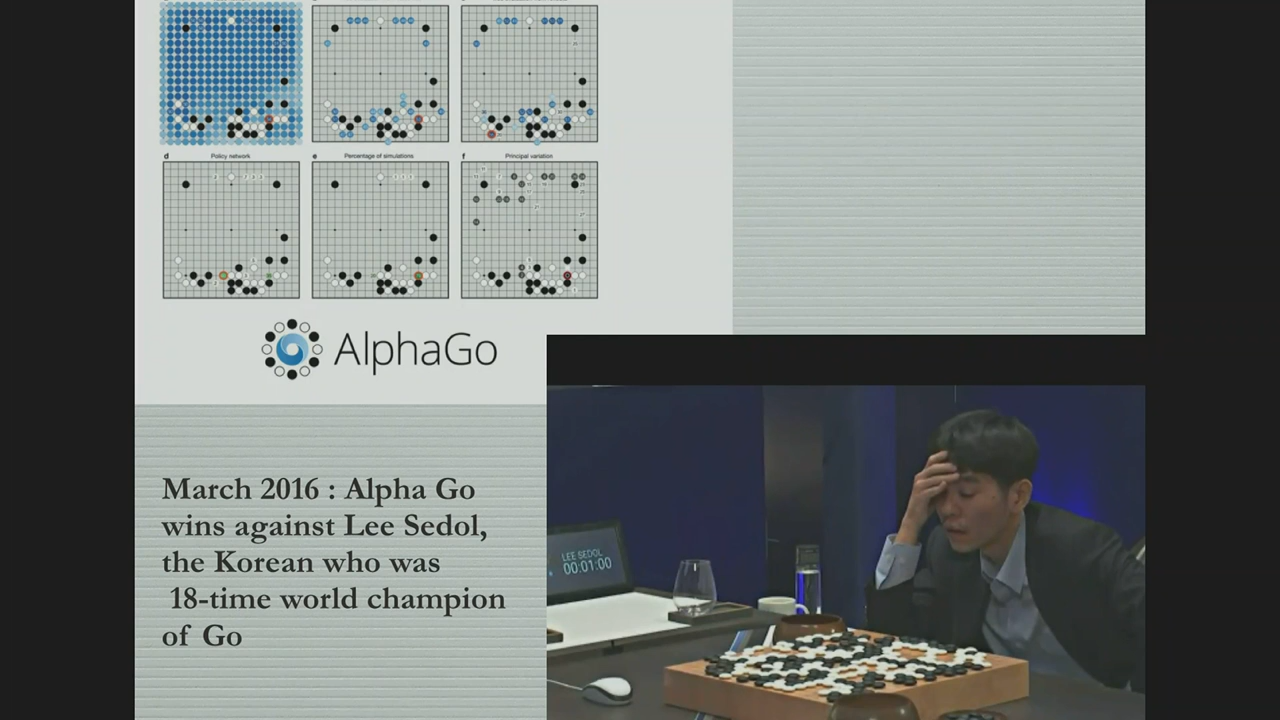 d Policy network
e Percentage of simulations
f Principal variation
AlphaGo
March 2016 : Alpha Go
wins against Lee Sedol,
the Korean who was
18-time world champion
of Go
LEE SEDOL
00:01:00